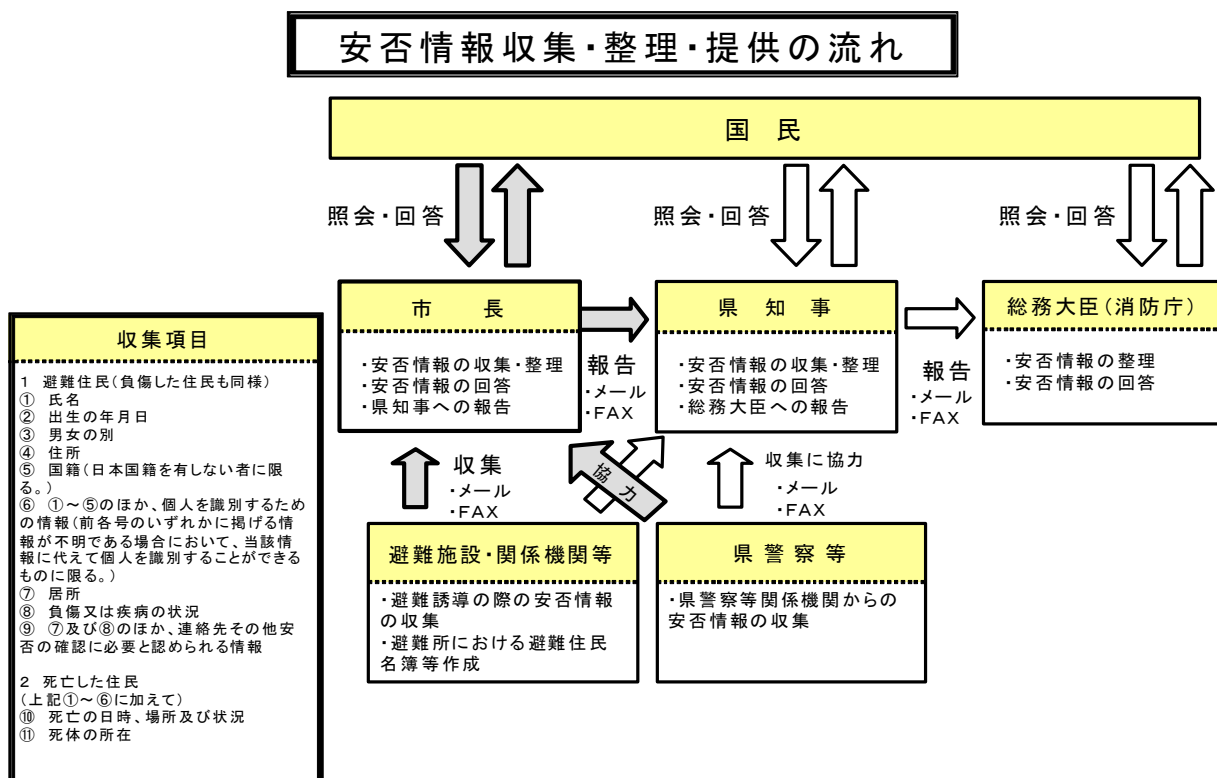 安否情報収集・整理・提供の流れ
国　民
照会・回答
照会・回答
照会・回答
市　　長
・安否情報の収集・整理
・安否情報の回答
・県知事への報告
報告
・メール
・FAX
県　知　事
・安否情報の収集・整理
・安否情報の回答
・総務大臣への報告
報告
・メール
・FAX
総務大臣（消防庁）
・安否情報の整理
・安否情報の回答
収集
・メール
・FAX
協力
収集に協力
・メール
・FAX
避難施設・関係機関等
・避難誘導の際の安否情報
の収集
・避難所における避難住民
名簿等作成
県 警 察 等
・県警察等関係機関からの
安否情報の収集
収集項目
1　避難住民（負傷した住民も同様）
①　氏名
②　出生の年月日
③　男女の別
④　住所
⑤　国籍（日本国籍を有しない者に限
る。）
⑥　①～⑤のほか、個人を識別するため
の情報（前各号のいずれかに掲げる情
報が不明である場合において、当該情
報に代えて個人を識別することができる
ものに限る。）
⑦　居所
⑧　負傷又は疾病の状況
⑨　⑦及び⑧のほか、連絡先その他安
否の確認に必要と認められる情報
2　死亡した住民
（上記①～⑥に加えて）
⑩　死亡の日時、場所及び状況
⑪　死体の所在